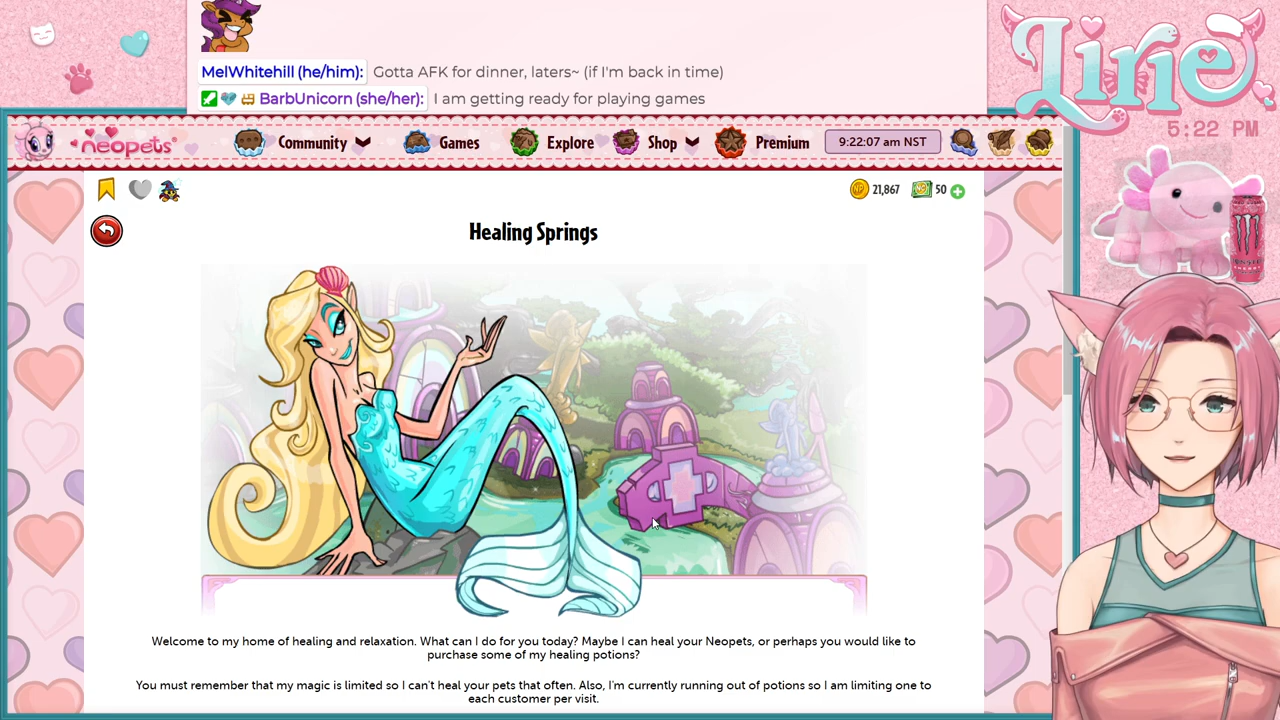 MelWhitehill (he/him): Gotta AFK for dinner, laters~ (if I'm back in time)
BarbUnicorn (she/her): I am getting ready for playing games
Lirie
5:22 PM
neopets
Community
Games
Explore
Shop
Premium
9:22:07 am NST
NP 21,867
50
Healing Springs
Welcome to my home of healing and relaxation. What can I do for you today? Maybe I can heal your Neopets, or perhaps you would like to
purchase some of my healing potions?
You must remember that my magic is limited so I can't heal your pets that often. Also, I'm currently running out of potions so I am limiting one to
each customer per visit.